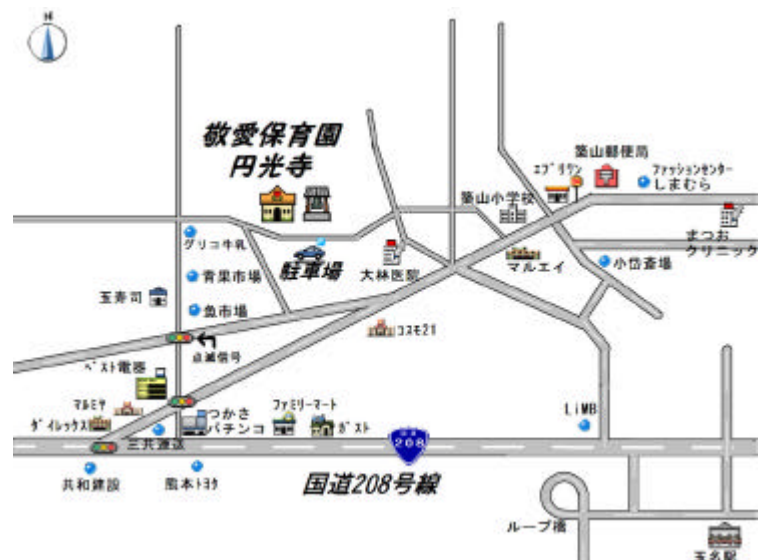 N
敬愛保育園
円光寺
築山郵便局
エブリワン
ファッションセンター
しまむら
築山小学校
まつお
クリニック
グリコ牛乳
駐車場
大林医院
マルエイ
小岱斎場
青果市場
玉寿司
魚市場
コスモ21
点滅信号
ベスト電器
マルミヤ
ダイレックス
つかさ
パチンコ
ファミリーマート
ガスト
LiMB
三共運送
国道
208
共和建設
熊本トヨタ
国道208号線
ループ橋
玉名駅